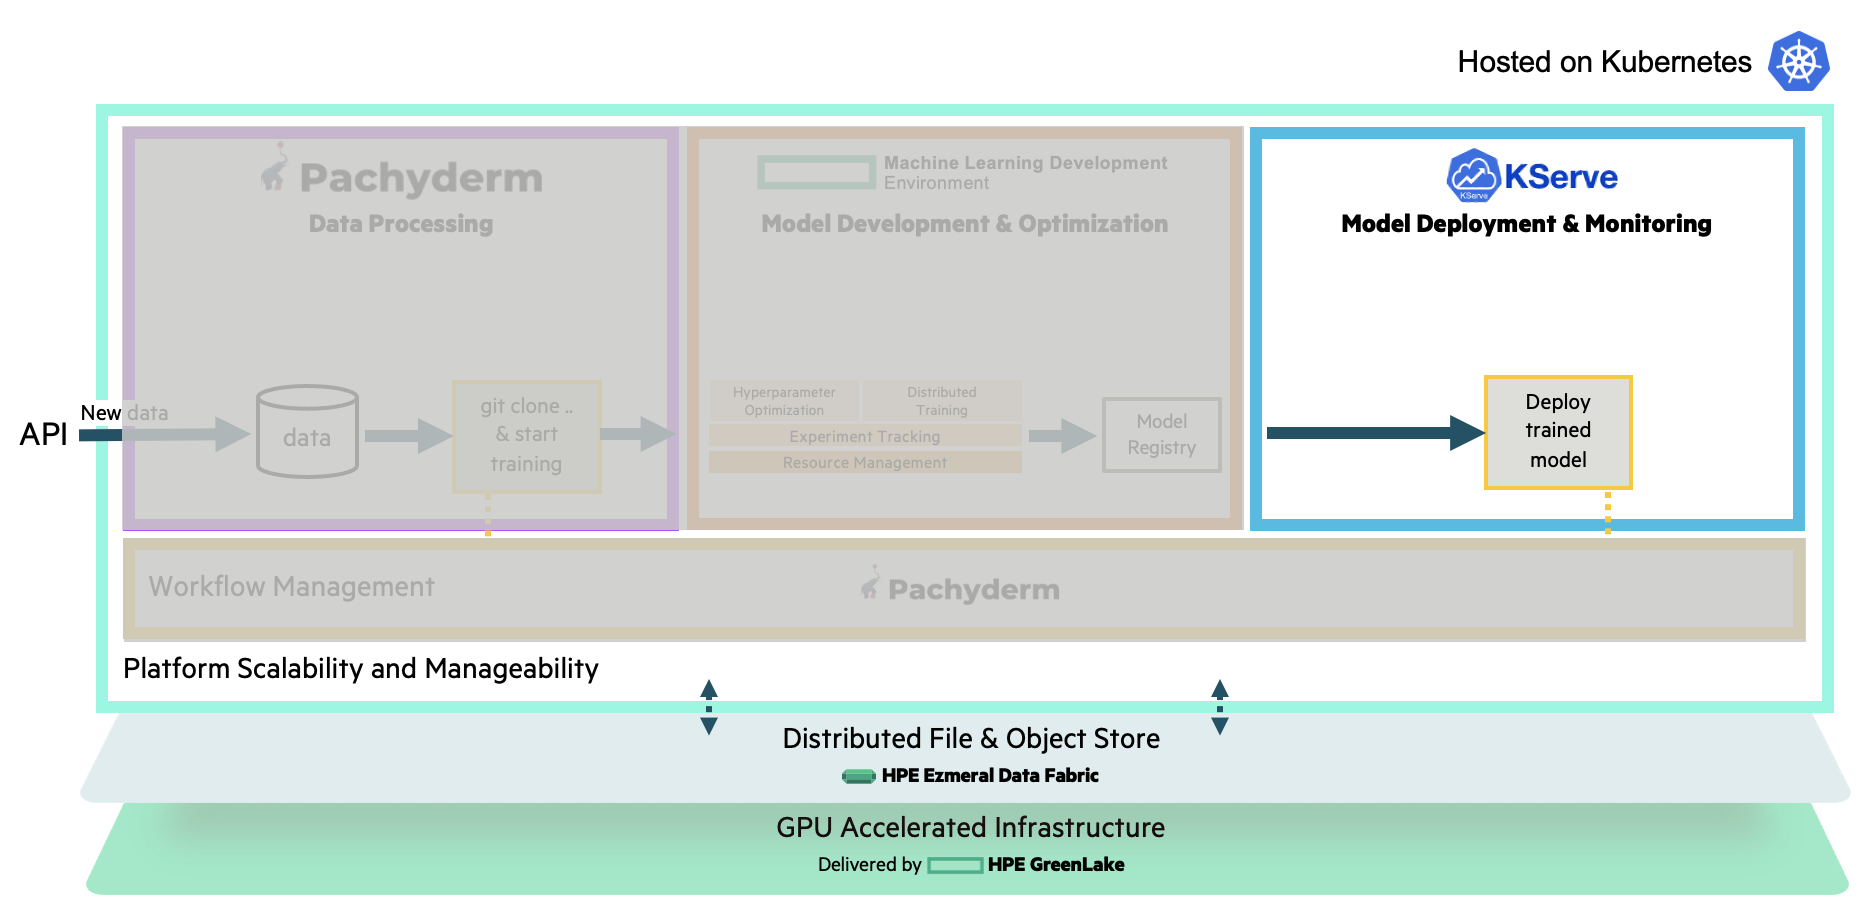 Hosted on Kubernetes
Pachyderm
Data Processing
Machine Learning Development
Environment
Model Development & Optimization
KServe
KServe
Model Deployment & Monitoring
API
New data
data
git clone ..
& start
training
Hyperparameter
Optimization
Distributed
Training
Experiment Tracking
Resource Management
Model
Registry
Deploy
trained
model
Workflow Management
Pachyderm
Platform Scalability and Manageability
Distributed File & Object Store
HPE Ezmeral Data Fabric
GPU Accelerated Infrastructure
Delivered by HPE GreenLake